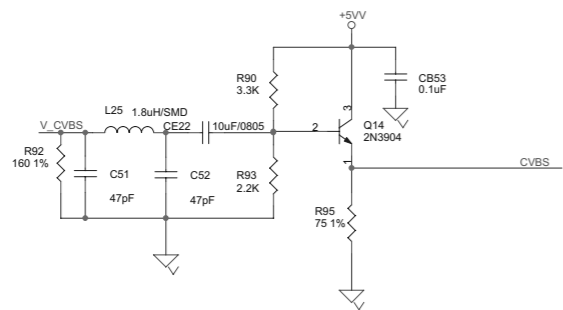 +5VV
R90
3.3K
CB53
0.1uF
L25
1.8uH/SMD
3
V_CVBS
CE22
10uF/0805
2
Q14
2N3904
R92
160 1%
C51
47pF
C52
47pF
R93
2.2K
1
CVBS
R95
75 1%